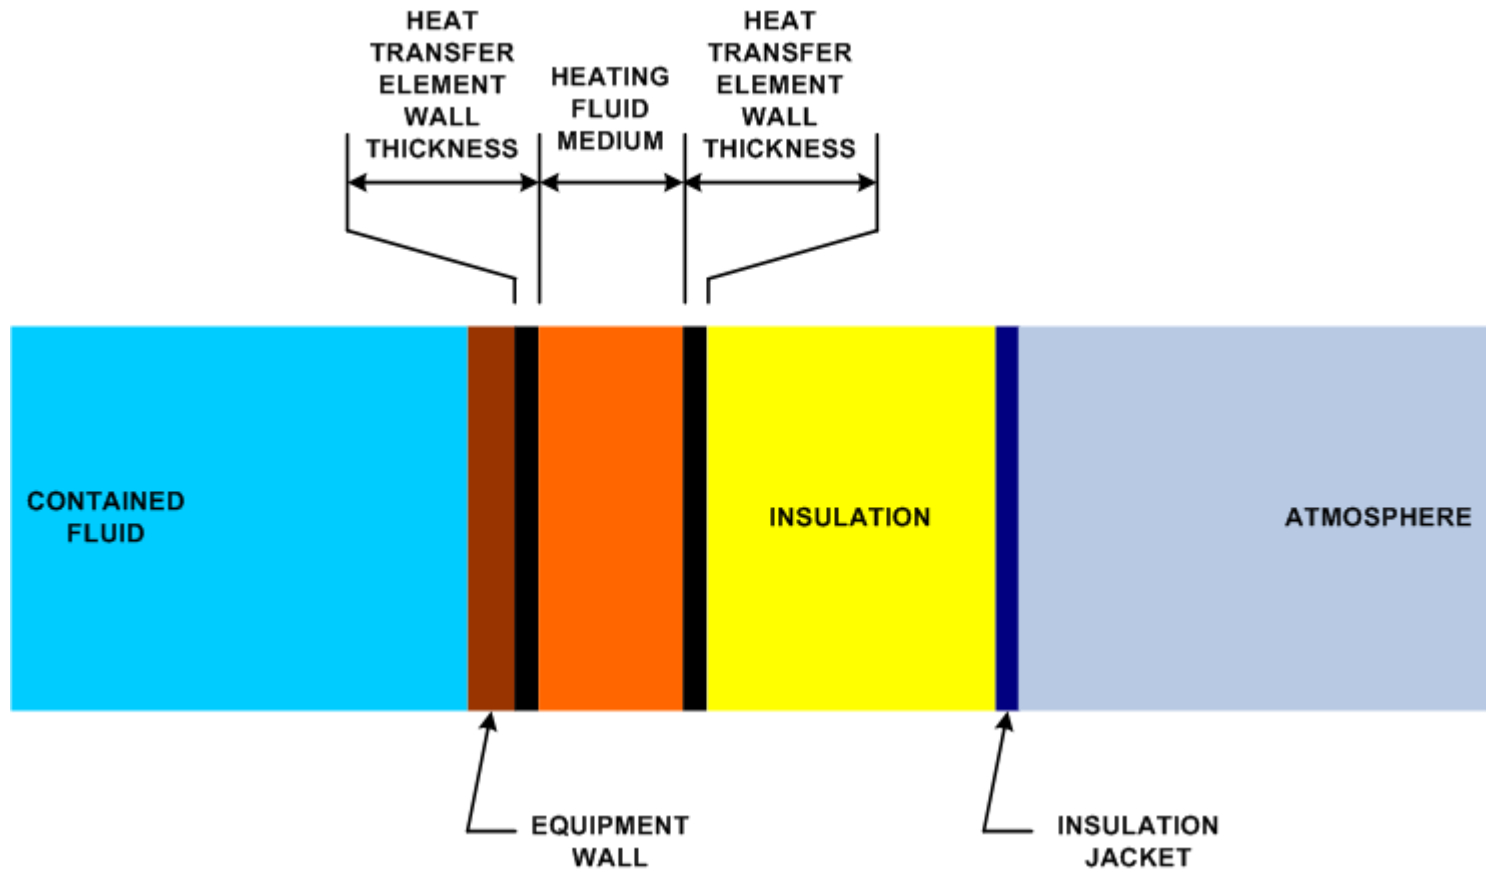 HEAT
TRANSFER
ELEMENT
WALL
THICKNESS
HEATING
FLUID
MEDIUM
HEAT
TRANSFER
ELEMENT
WALL
THICKNESS
CONTAINED
FLUID
INSULATION
ATMOSPHERE
EQUIPMENT
WALL
INSULATION
JACKET